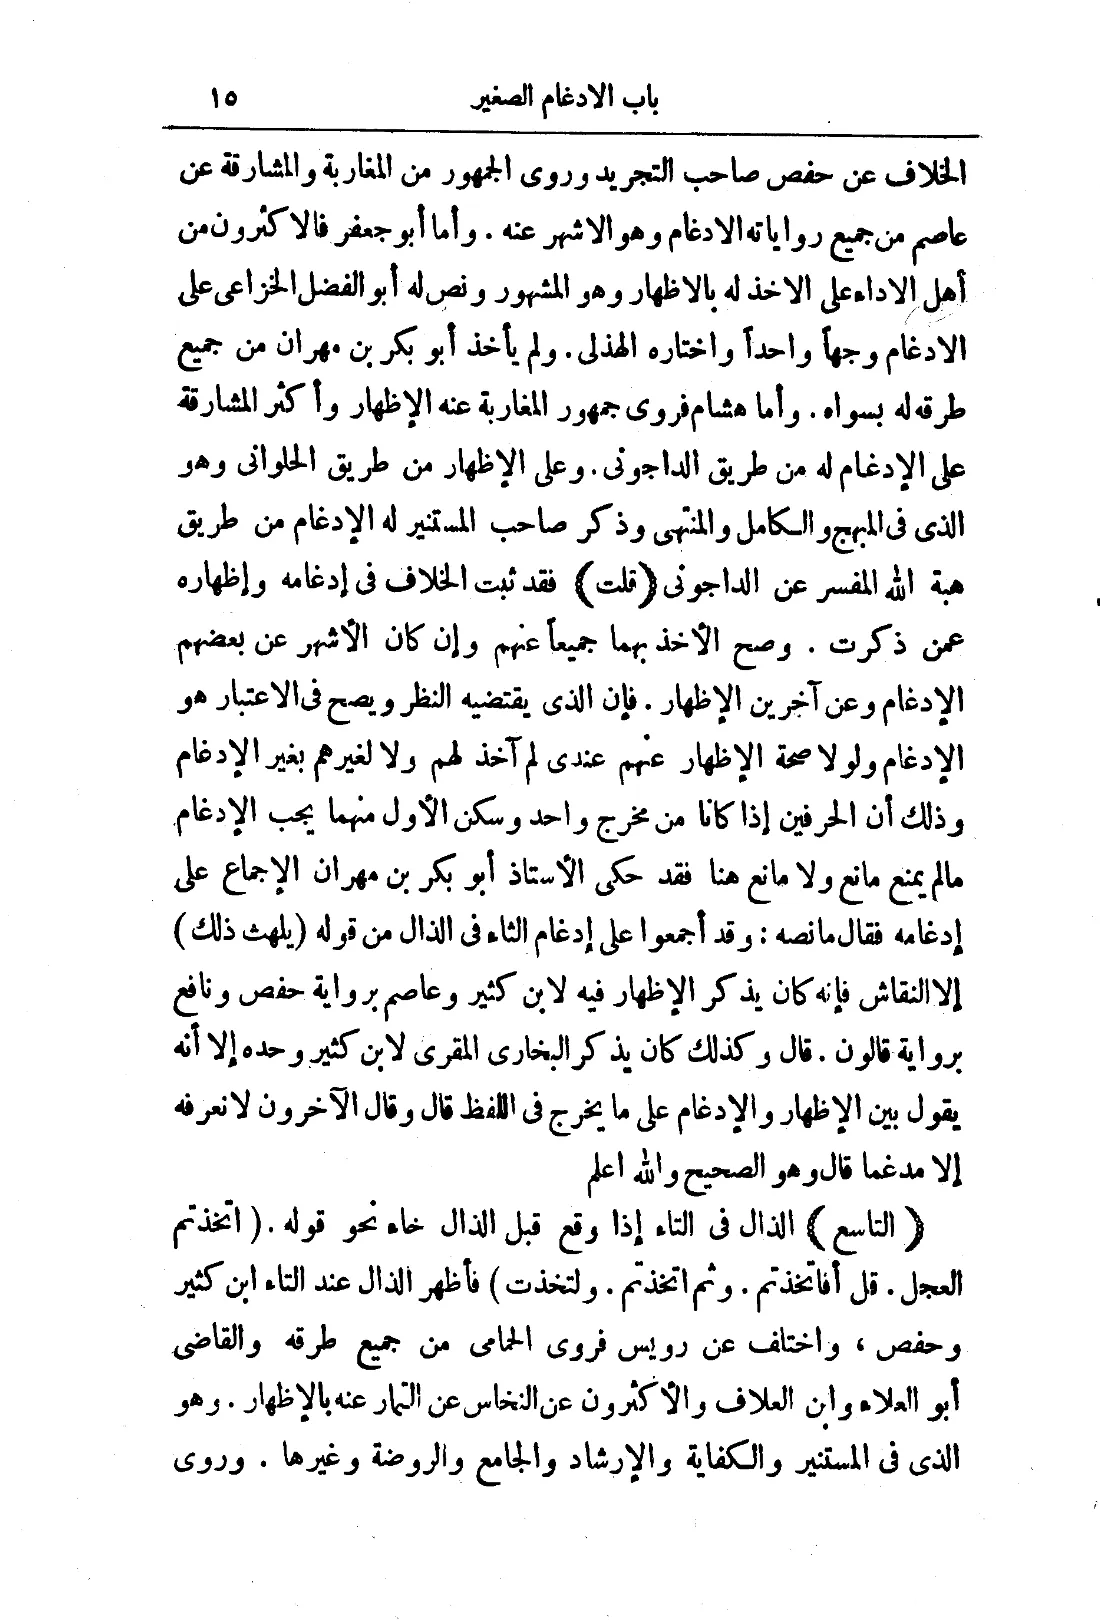 باب الادغام الصغير ١٥
الخلاف عن حفص صاحب التجريد وروى الجمهور من المغاربة والمشارقة عن
عاصم من جميع رواياته الادغام وهو الاشهر عنه . وأما أبو جعفر فالاكثرون من
أهل الاداء على الاخذ له بالاظهار وهو المشهور ونص له أبو الفضل الخزاعى على
الادغام وجهاً واحداً واختاره الهذلى . ولم يأخذ أبو بكر بن مهران من جميع
طرقه له بسواه . وأما هشام فروى جمهور المغاربة عنه الإظهار وأكثر المشارقة
على الإدغام له من طريق الداجونى . وعلى الإظهار من طريق الحلوانى وهو
الذى فى المبهج والكامل والمنتهى وذكر صاحب المستنير له الإدغام من طريق
هبة الله المفسر عن الداجونى (قلت) فقد ثبت الخلاف فى إدغامه وإظهاره
عمن ذكرت . وصح الأخذ بهما جميعاً عنهم وإن كان الأشهر عن بعضهم
الإدغام وعن آخرين الإظهار . فإن الذى يقتضيه النظر ويصح فى الاعتبار هو
الإدغام ولولا صحة الإظهار عنهم عندى لم آخذ لهم ولا لغيرهم بغير الإدغام
وذلك أن الحرفين إذا كانا من مخرج واحد وسكن الأول منهما يجب الإدغام
مالم يمنع مانع ولا مانع هنا فقد حكى الأستاذ أبو بكر بن مهران الإجماع على
إدغامه فقال مانصه : وقد أجمعوا على إدغام الثاء فى الذال من قوله (يلهث ذلك)
إلا النقاش فإنه كان يذكر الإظهار فيه لابن كثير وعاصم برواية حفص ونافع
برواية قالون . قال وكذلك كان يذكر البخارى المقرى لابن كثير وحده إلا أنه
يقول بين الإظهار والإدغام على ما يخرج فى اللفظ قال وقال الآخرون لانعرفه
إلا مدغما قال وهو الصحيح والله اعلم
(التاسع) الذال فى التاء إذا وقع قبل الذال خاء نحو قوله . (اتخذتم
العجل . قل أفاتخذتم . وثم اتخذتم . ولتخذت) فأظهر الذال عند التاء ابن كثير
وحفص ، واختلف عن رويس فروى الحمامى من جميع طرقه والقاضى
أبو العلاء وابن العلاف والأكثرون عن النخاس عن التمار عنه بالإظهار . وهو
الذى فى المستنير والكفاية والإرشاد والجامع والروضة وغيرها . وروى